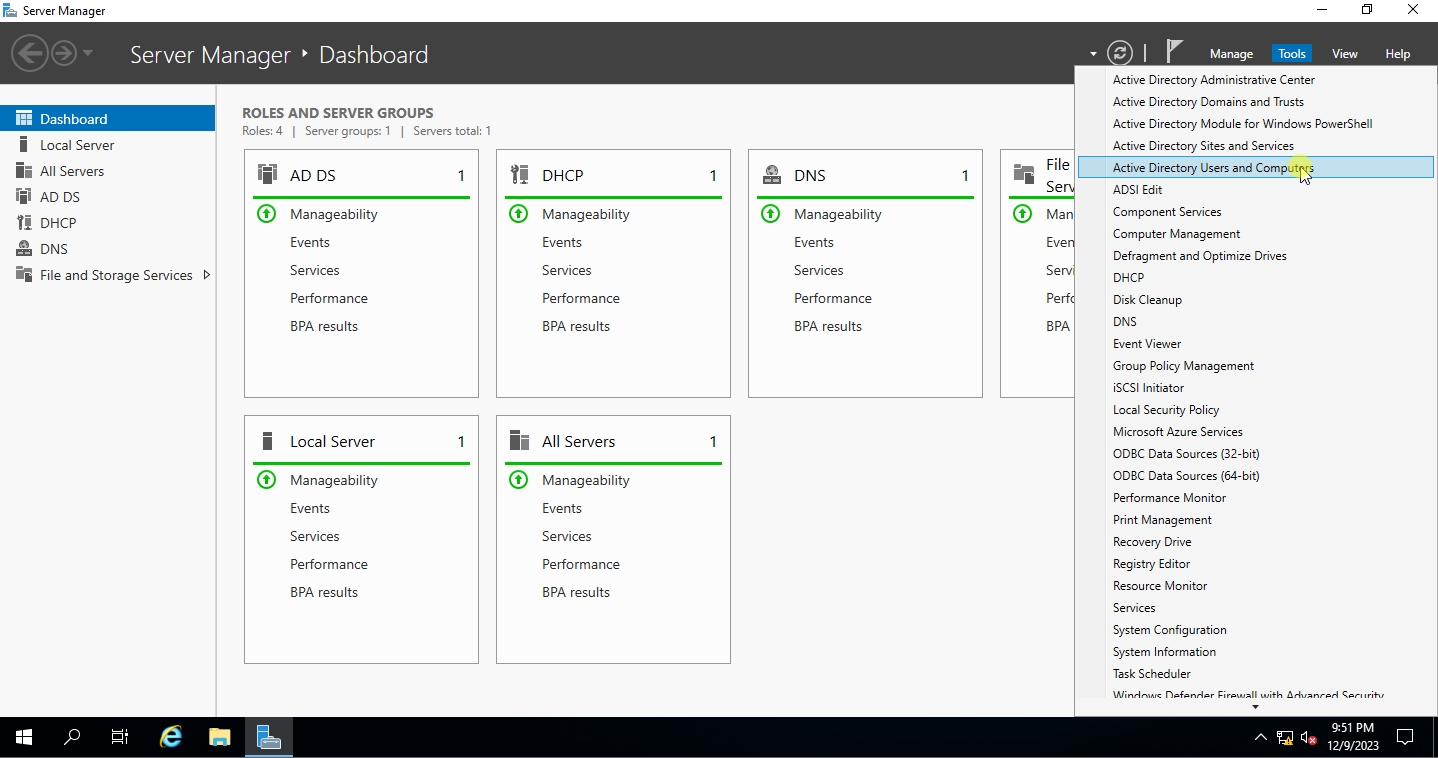 Server Manager
Server Manager ‣ Dashboard
Manage
Tools
View
Help
Dashboard
Local Server
All Servers
AD DS
DHCP
DNS
File and Storage Services
ROLES AND SERVER GROUPS
Roles: 4 | Server groups: 1 | Servers total: 1
AD DS 1
Manageability
Events
Services
Performance
BPA results
DHCP 1
Manageability
Events
Services
Performance
BPA results
DNS 1
Manageability
Events
Services
Performance
BPA results
File
Serv
Man
Even
Servi
Perfo
BPA
Local Server 1
Manageability
Events
Services
Performance
BPA results
All Servers 1
Manageability
Events
Services
Performance
BPA results
Active Directory Administrative Center
Active Directory Domains and Trusts
Active Directory Module for Windows PowerShell
Active Directory Sites and Services
Active Directory Users and Computers
ADSI Edit
Component Services
Computer Management
Defragment and Optimize Drives
DHCP
Disk Cleanup
DNS
Event Viewer
Group Policy Management
iSCSI Initiator
Local Security Policy
Microsoft Azure Services
ODBC Data Sources (32-bit)
ODBC Data Sources (64-bit)
Performance Monitor
Print Management
Recovery Drive
Registry Editor
Resource Monitor
Services
System Configuration
System Information
Task Scheduler
Windows Defender Firewall with Advanced Security
9:51 PM
12/9/2023